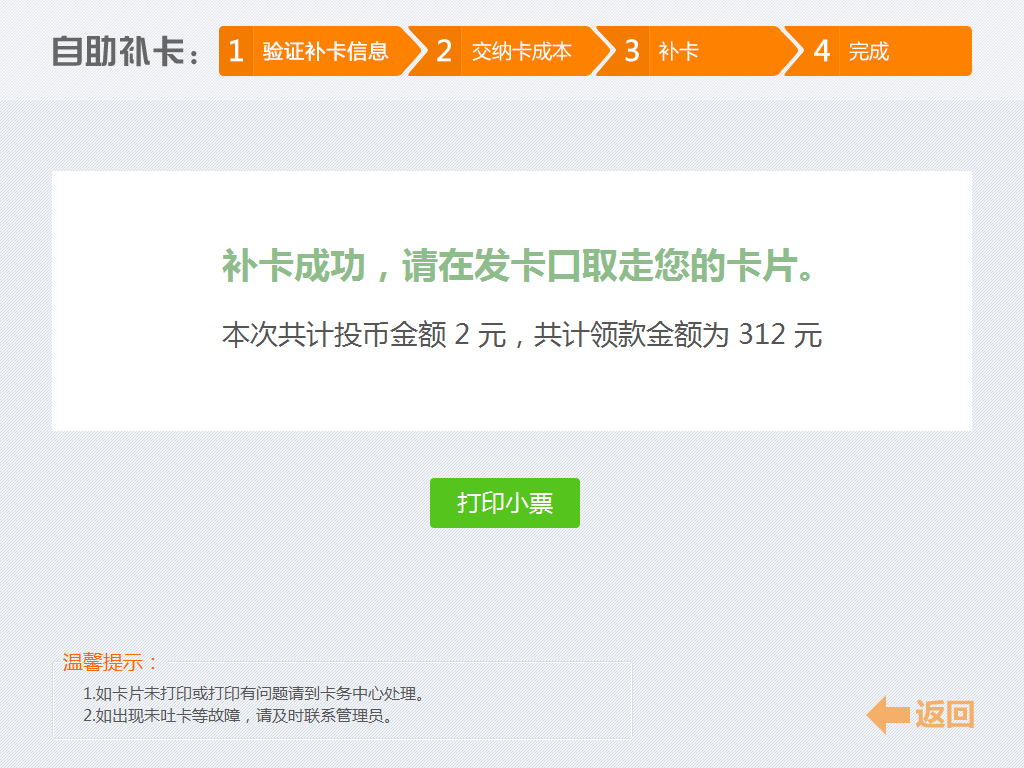 自助补卡：
1 验证补卡信息 2 交纳卡成本 3 补卡 4 完成
补卡成功，请在发卡口取走您的卡片。
本次共计投币金额 2 元，共计领款金额为 312 元
打印小票
温馨提示：
1.如卡片未打印或打印有问题请到卡务中心处理。
2.如出现未吐卡等故障，请及时联系管理员。
返回